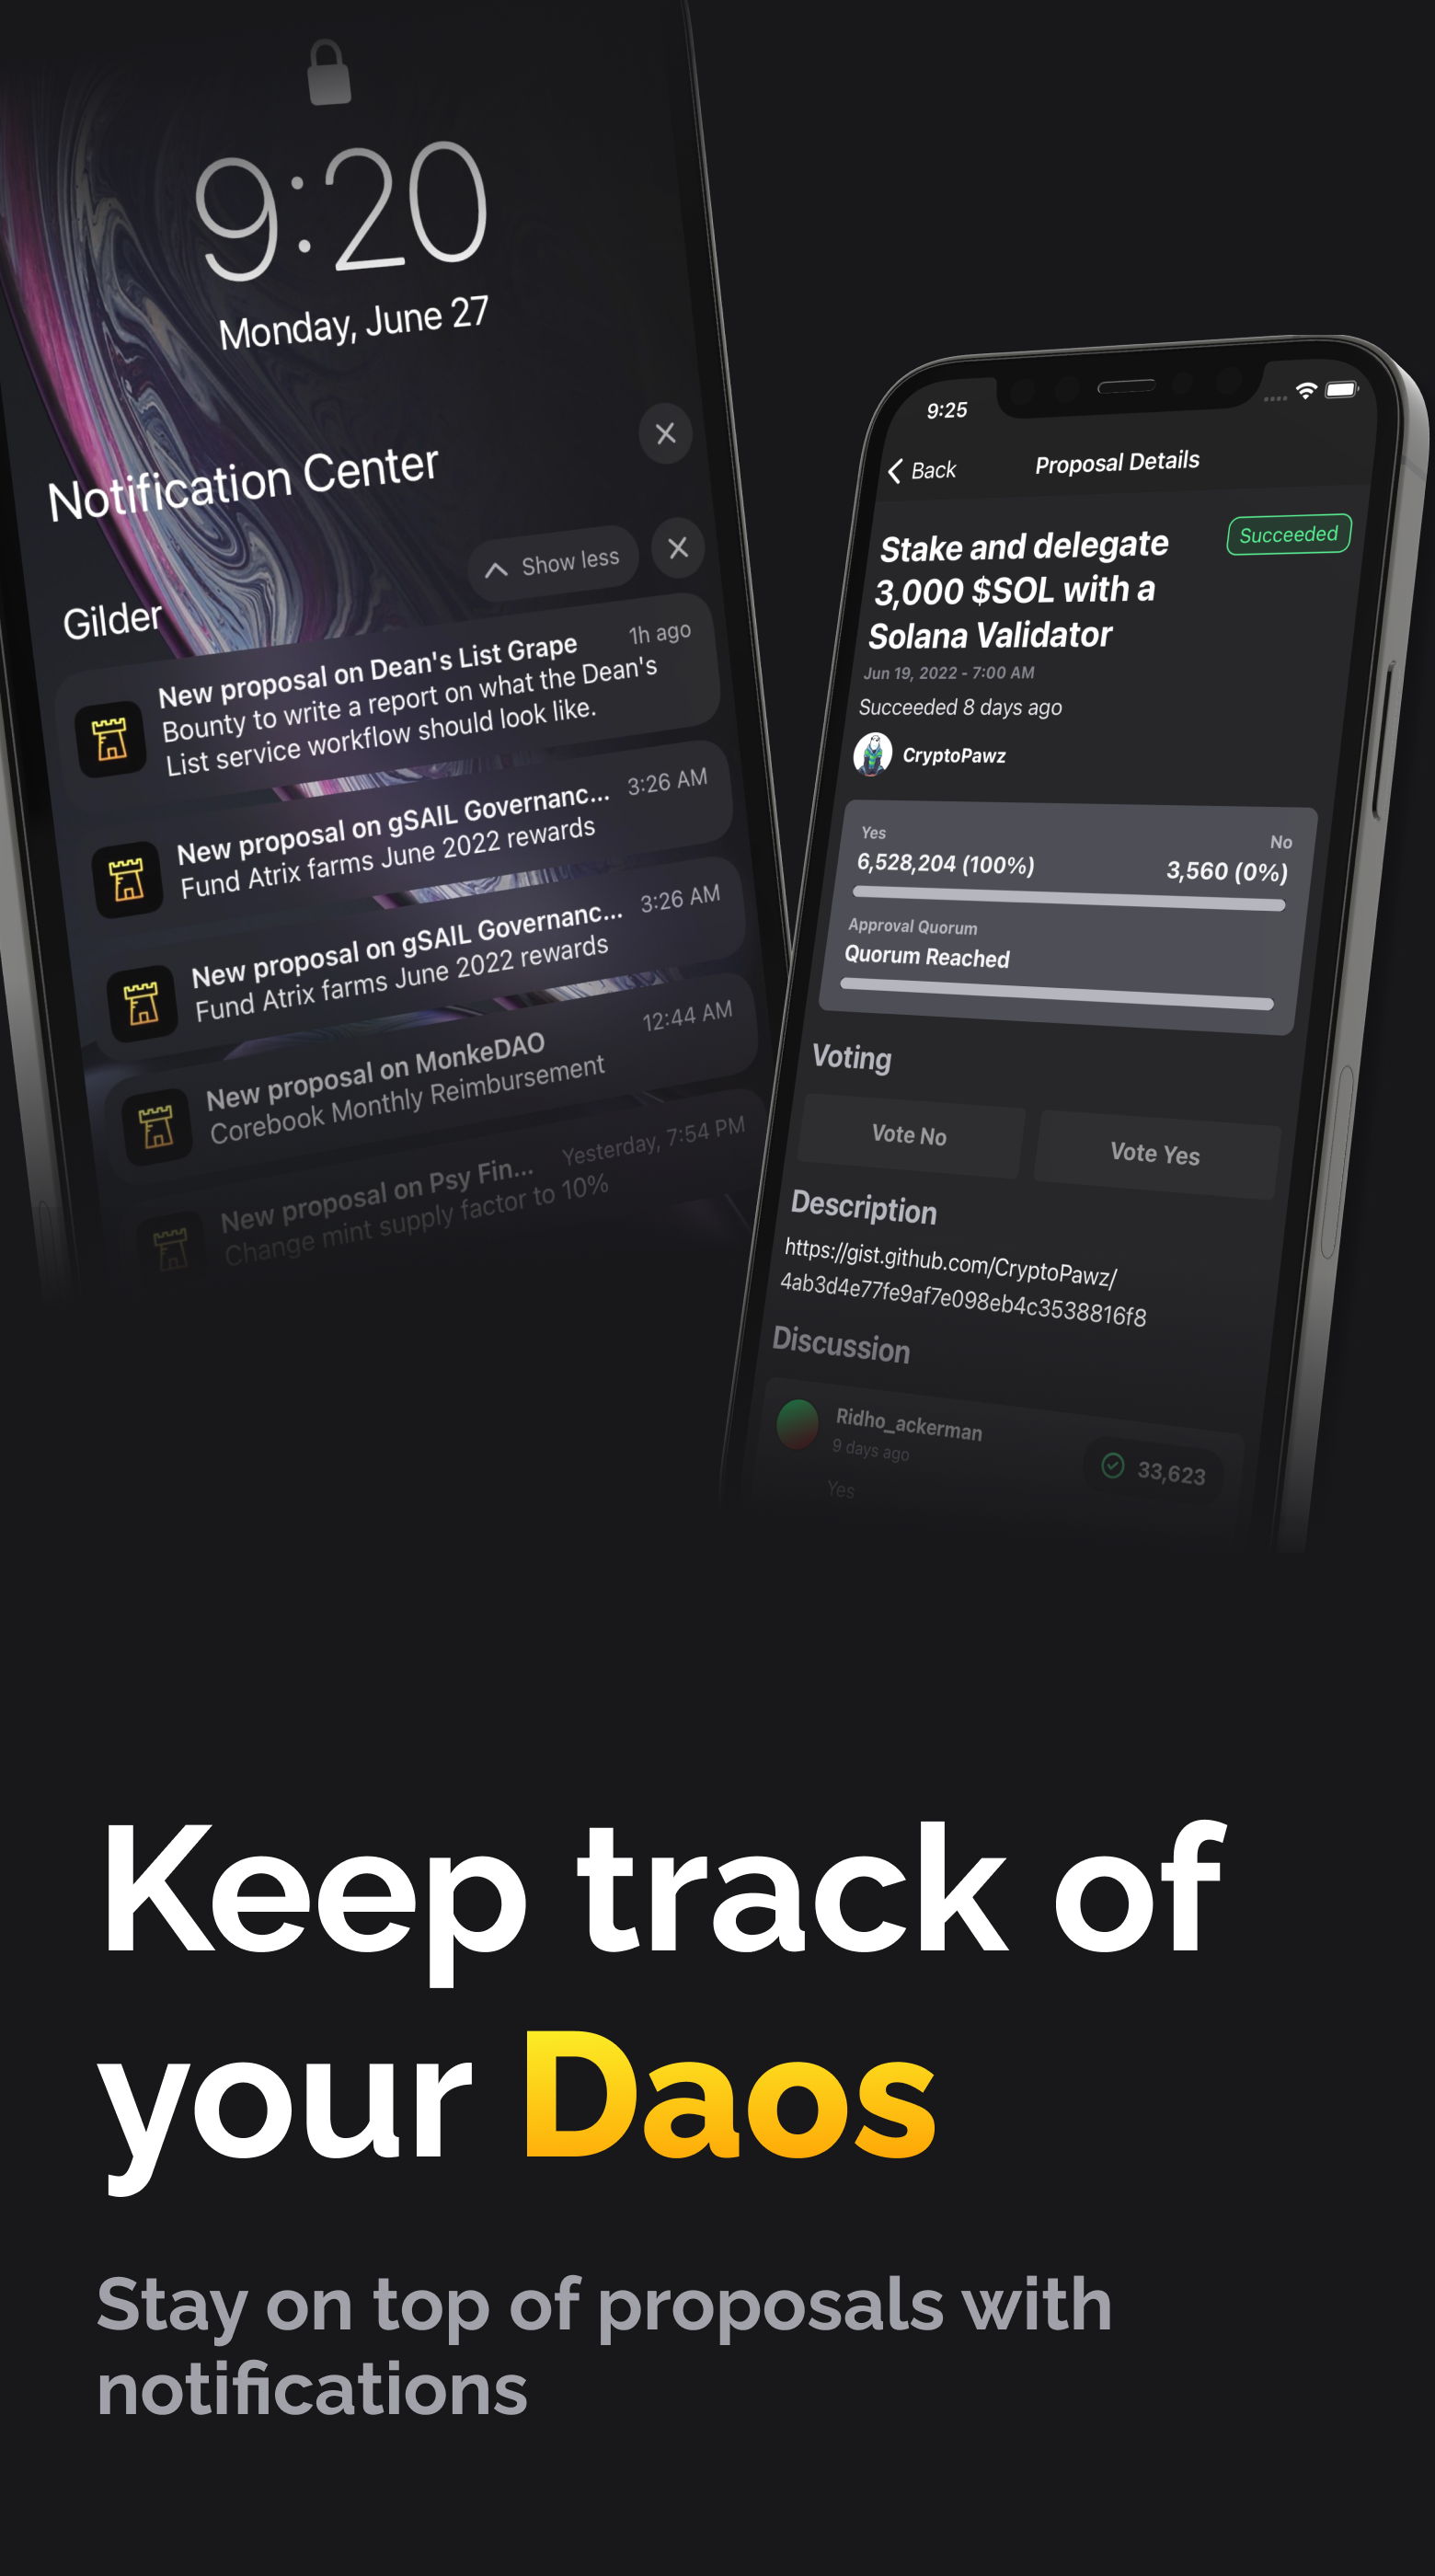 9:20
Monday, June 27
Notification Center
Show less
Gilder
New proposal on Dean's List Grape
1h ago
Bounty to write a report on what the Dean's
List service workflow should look like.
New proposal on gSAIL Governanc...
3:26 AM
Fund Atrix farms June 2022 rewards
New proposal on gSAIL Governanc...
3:26 AM
Fund Atrix farms June 2022 rewards
New proposal on MonkeDAO
12:44 AM
Corebook Monthly Reimbursement
New proposal on Psy Fin...
Yesterday, 7:54 PM
Change mint supply factor to 10%
9:25
Back
Proposal Details
Stake and delegate
3,000 $SOL with a
Solana Validator
Succeeded
Jun 19, 2022 - 7:00 AM
Succeeded 8 days ago
CryptoPawz
Yes
No
6,528,204 (100%)
3,560 (0%)
Approval Quorum
Quorum Reached
Voting
Vote No
Vote Yes
Description
https://gist.github.com/CryptoPawz/
4ab3d4e77fe9af7e098eb4c3538816f8
Discussion
Ridho_ackerman
9 days ago
33,623
Yes
Keep track of
your Daos
Stay on top of proposals with
notifications